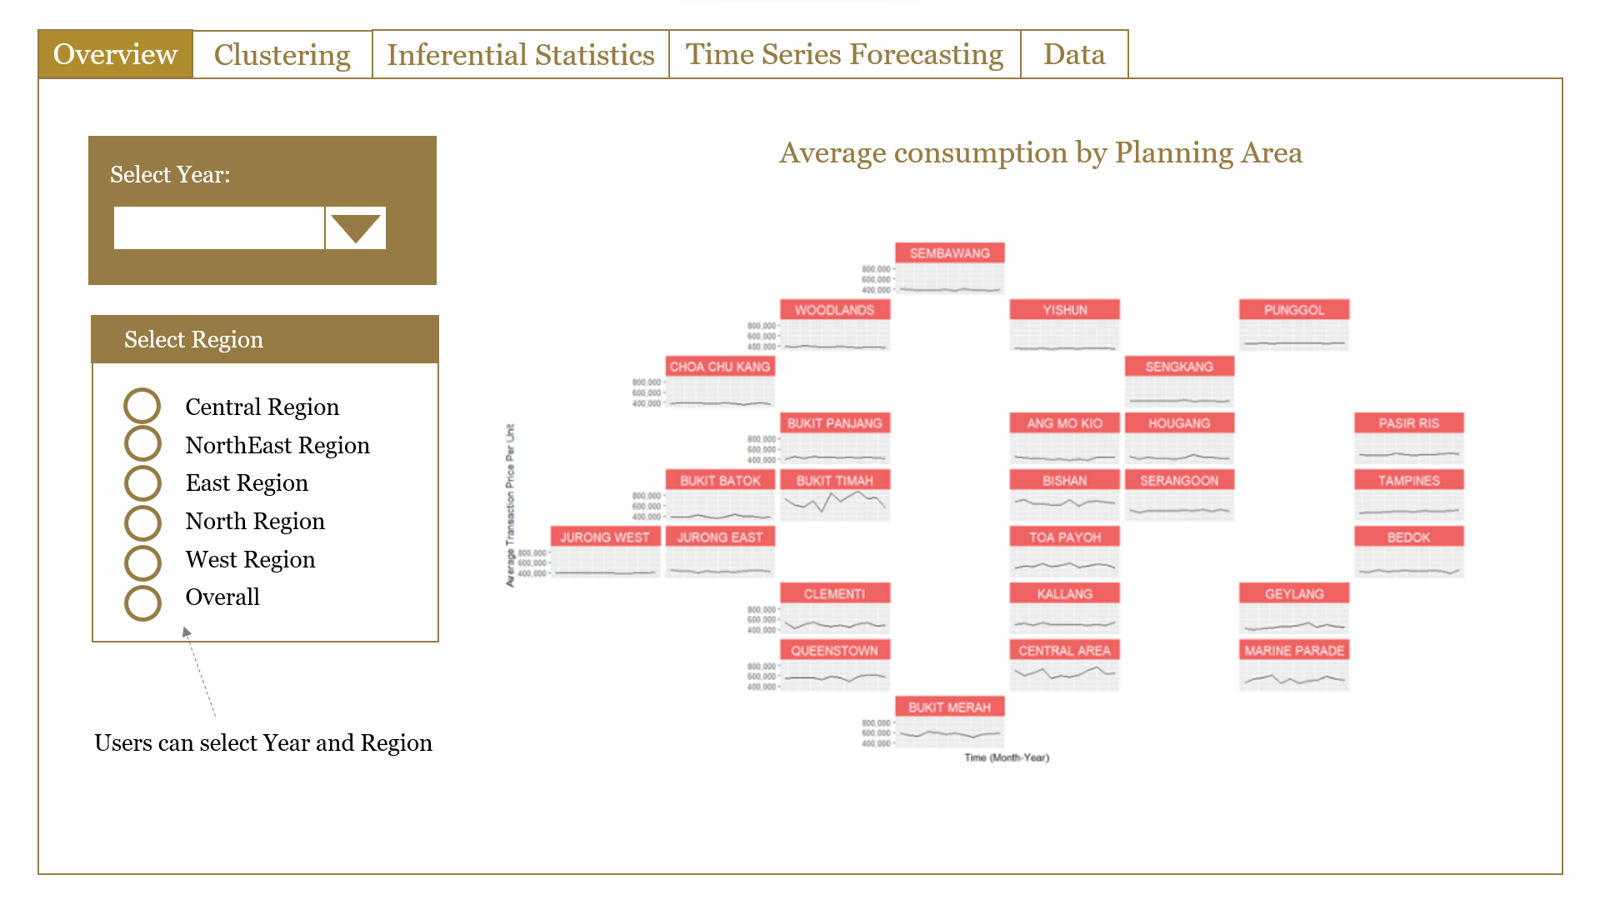 Overview Clustering Inferential Statistics Time Series Forecasting Data
Select Year:
Select Region
Central Region
NorthEast Region
East Region
North Region
West Region
Overall
Users can select Year and Region
Average consumption by Planning Area
Average Transaction Price Per Unit
SEMBAWANG
800,000
600,000
400,000
WOODLANDS YISHUN PUNGGOL
800,000
600,000
400,000
CHOA CHU KANG SENGKANG
800,000
600,000
400,000
BUKIT PANJANG ANG MO KIO HOUGANG PASIR RIS
800,000
600,000
400,000
BUKIT BATOK BUKIT TIMAH BISHAN SERANGOON TAMPINES
800,000
600,000
400,000
JURONG WEST JURONG EAST TOA PAYOH BEDOK
800,000
600,000
400,000
CLEMENTI KALLANG GEYLANG
800,000
600,000
400,000
QUEENSTOWN CENTRAL AREA MARINE PARADE
800,000
600,000
400,000
BUKIT MERAH
800,000
600,000
400,000
Time (Month-Year)